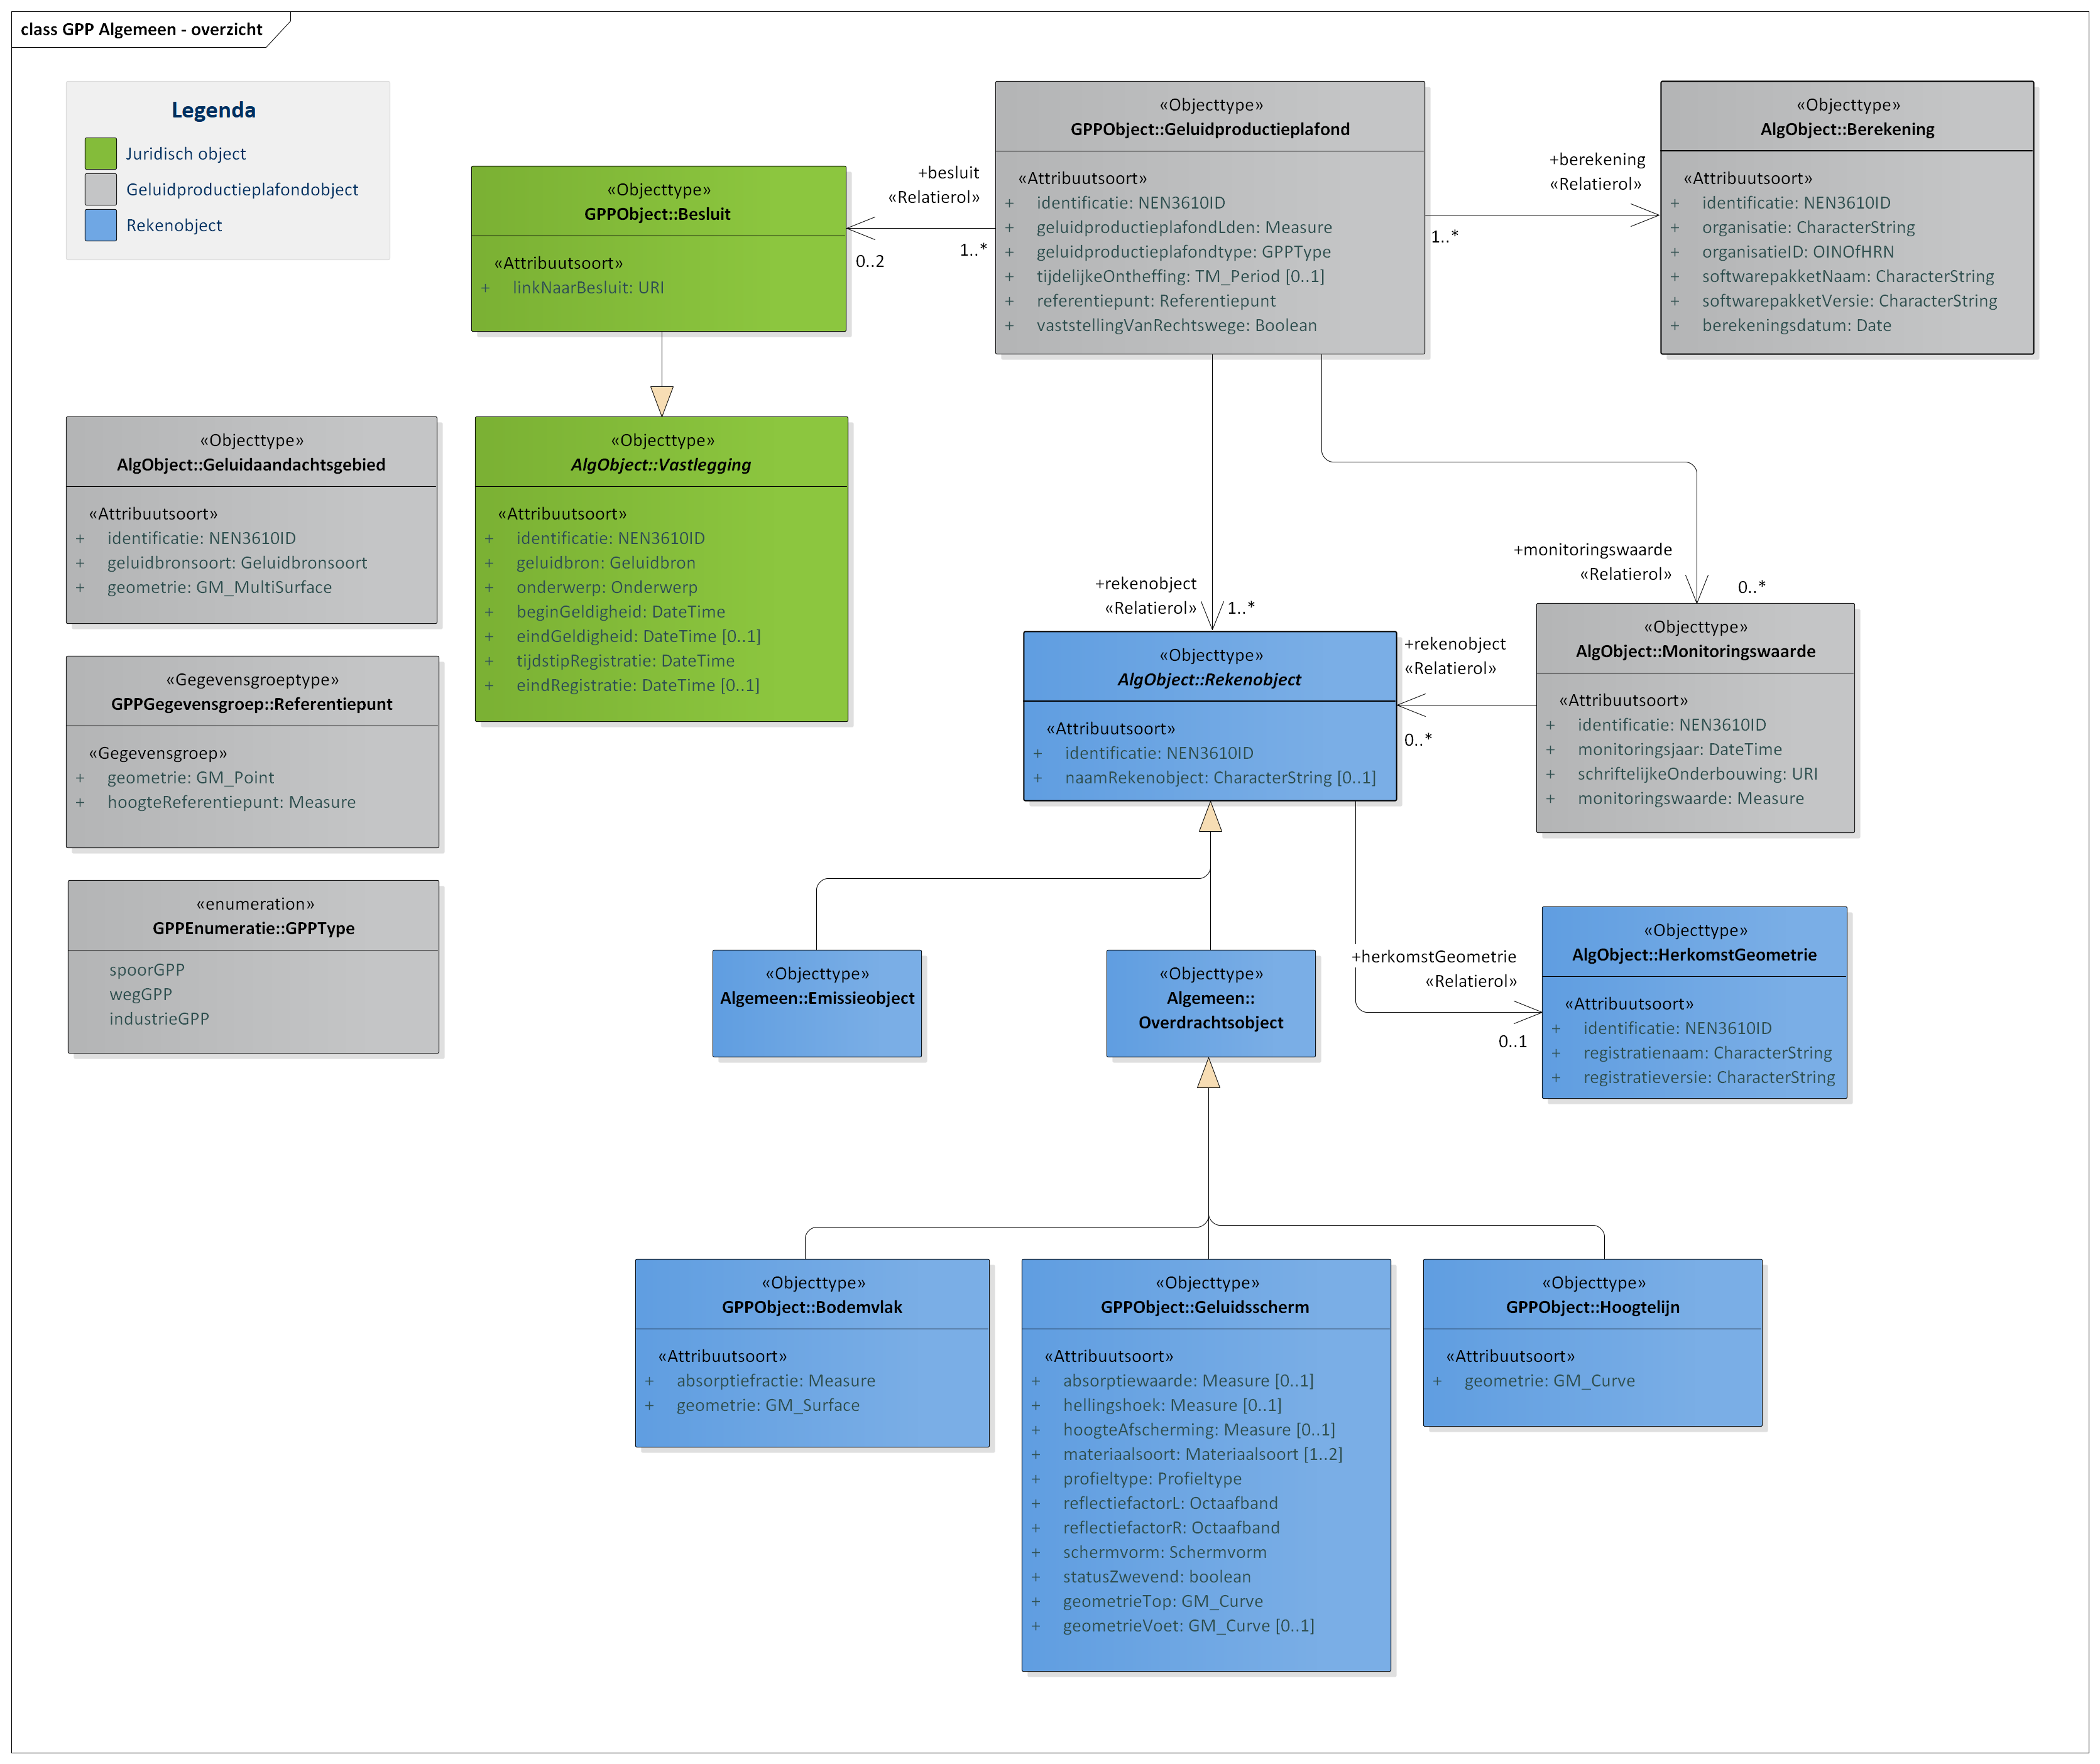 class GPP Algemeen - overzicht
Legenda
Juridisch object
Geluidproductieplafondobject
Rekenobject
«Objecttype»
GPPObject::Besluit
«Attribuutsoort»
+ linkNaarBesluit: URI
+besluit
«Relatierol»
0..2
1..*
«Objecttype»
GPPObject::Geluidproductieplafond
«Attribuutsoort»
+ identificatie: NEN3610ID
+ geluidproductieplafondLden: Measure
+ geluidproductieplafondtype: GPPType
+ tijdelijkeOntheffing: TM_Period [0..1]
+ referentiepunt: Referentiepunt
+ vaststellingVanRechtswege: Boolean
+berekening
«Relatierol»
1..*
«Objecttype»
AlgObject::Berekening
«Attribuutsoort»
+ identificatie: NEN3610ID
+ organisatie: CharacterString
+ organisatieID: OINOfHRN
+ softwarepakketNaam: CharacterString
+ softwarepakketVersie: CharacterString
+ berekeningsdatum: Date
«Objecttype»
AlgObject::Geluidaandachtsgebied
«Attribuutsoort»
+ identificatie: NEN3610ID
+ geluidbronsoort: Geluidbronsoort
+ geometrie: GM_MultiSurface
«Objecttype»
AlgObject::Vastlegging
«Attribuutsoort»
+ identificatie: NEN3610ID
+ geluidbron: Geluidbron
+ onderwerp: Onderwerp
+ beginGeldigheid: DateTime
+ eindGeldigheid: DateTime [0..1]
+ tijdstipRegistratie: DateTime
+ eindRegistratie: DateTime [0..1]
«Gegevensgroeptype»
GPPGegevensgroep::Referentiepunt
«Gegevensgroep»
+ geometrie: GM_Point
+ hoogteReferentiepunt: Measure
«enumeration»
GPPEnumeratie::GPPType
spoorGPP
wegGPP
industrieGPP
+rekenobject
«Relatierol»
1..*
+monitoringswaarde
«Relatierol»
0..*
«Objecttype»
AlgObject::Rekenobject
«Attribuutsoort»
+ identificatie: NEN3610ID
+ naamRekenobject: CharacterString [0..1]
+rekenobject
«Relatierol»
0..*
«Objecttype»
AlgObject::Monitoringswaarde
«Attribuutsoort»
+ identificatie: NEN3610ID
+ monitoringsjaar: DateTime
+ schriftelijkeOnderbouwing: URI
+ monitoringswaarde: Measure
«Objecttype»
Algemeen::Emissieobject
«Objecttype»
Algemeen::
Overdrachtsobject
+herkomstGeometrie
«Relatierol»
0..1
«Objecttype»
AlgObject::HerkomstGeometrie
«Attribuutsoort»
+ identificatie: NEN3610ID
+ registratienaam: CharacterString
+ registratieversie: CharacterString
«Objecttype»
GPPObject::Bodemvlak
«Attribuutsoort»
+ absorptiefractie: Measure
+ geometrie: GM_Surface
«Objecttype»
GPPObject::Geluidsscherm
«Attribuutsoort»
+ absorptiewaarde: Measure [0..1]
+ hellingshoek: Measure [0..1]
+ hoogteAfscherming: Measure [0..1]
+ materiaalsoort: Materiaalsoort [1..2]
+ profieltype: Profieltype
+ reflectiefactorL: Octaafband
+ reflectiefactorR: Octaafband
+ schermvorm: Schermvorm
+ statusZwevend: boolean
+ geometrieTop: GM_Curve
+ geometrieVoet: GM_Curve [0..1]
«Objecttype»
GPPObject::Hoogtelijn
«Attribuutsoort»
+ geometrie: GM_Curve